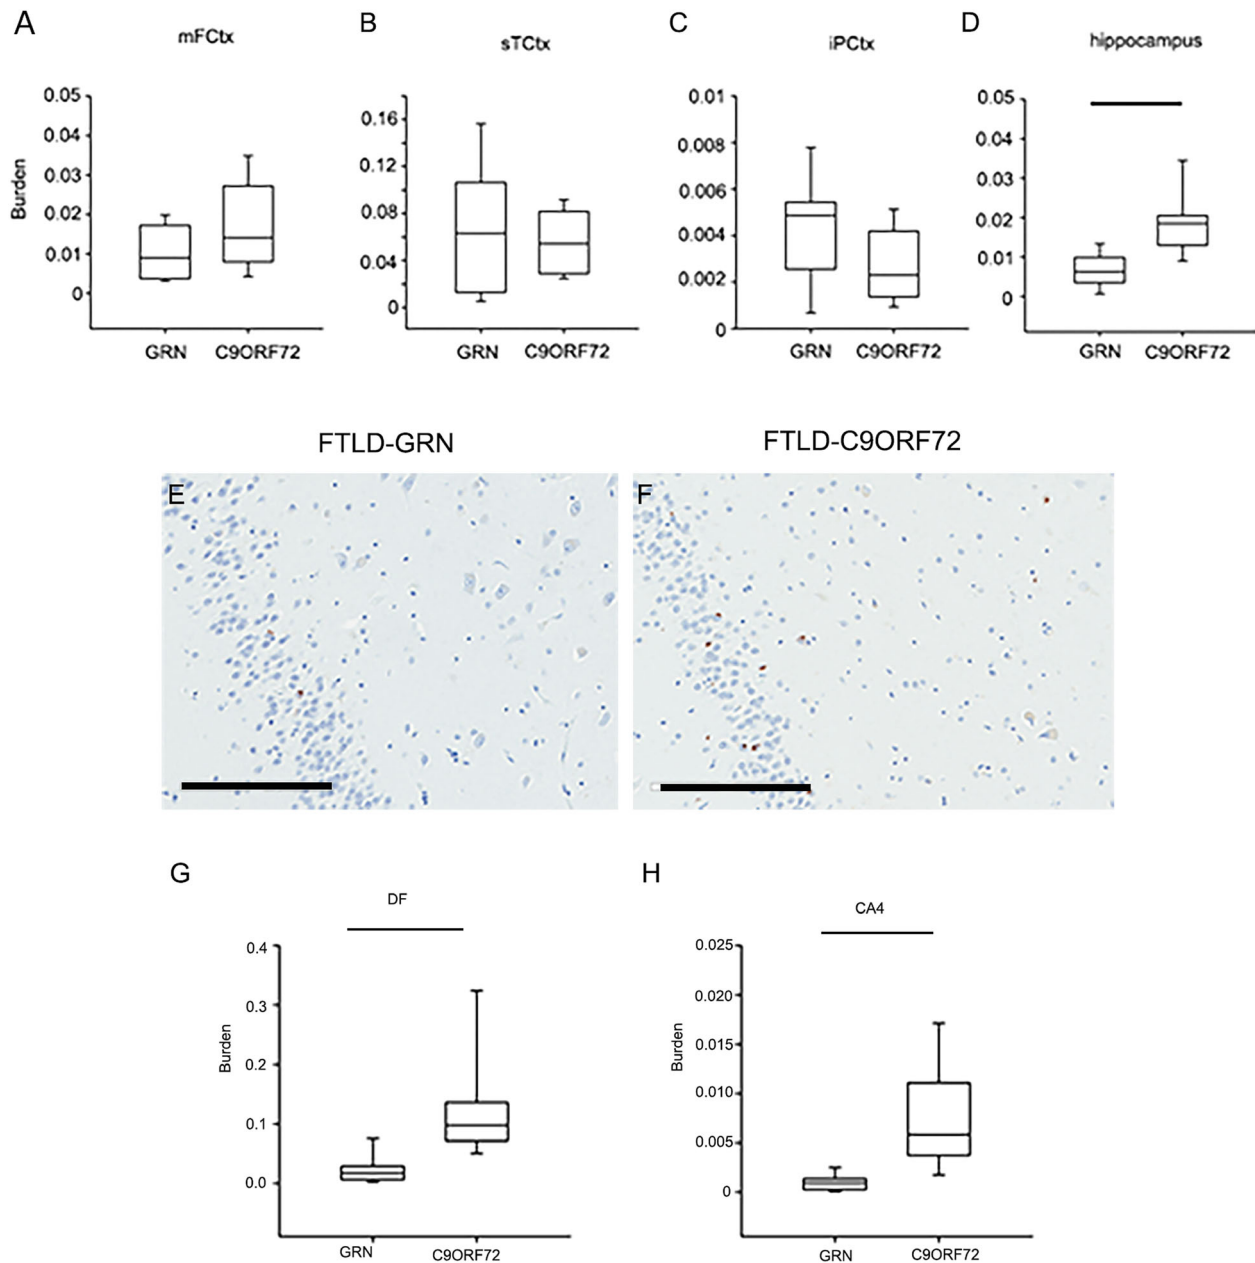 A
mFCtx
Burden
0.05
0.04
0.03
0.02
0.01
0
GRN C9ORF72
B
sTCtx
0.16
0.12
0.08
0.04
0
GRN C9ORF72
C
iPCtx
0.01
0.008
0.006
0.004
0.002
0
GRN C9ORF72
D
hippocampus
0.05
0.04
0.03
0.02
0.01
0
GRN C9ORF72
FTLD-GRN
FTLD-C9ORF72
E
F
G
DF
Burden
0.4
0.3
0.2
0.1
0.0
GRN C9ORF72
H
CA4
Burden
0.025
0.020
0.015
0.010
0.005
0
GRN C9ORF72